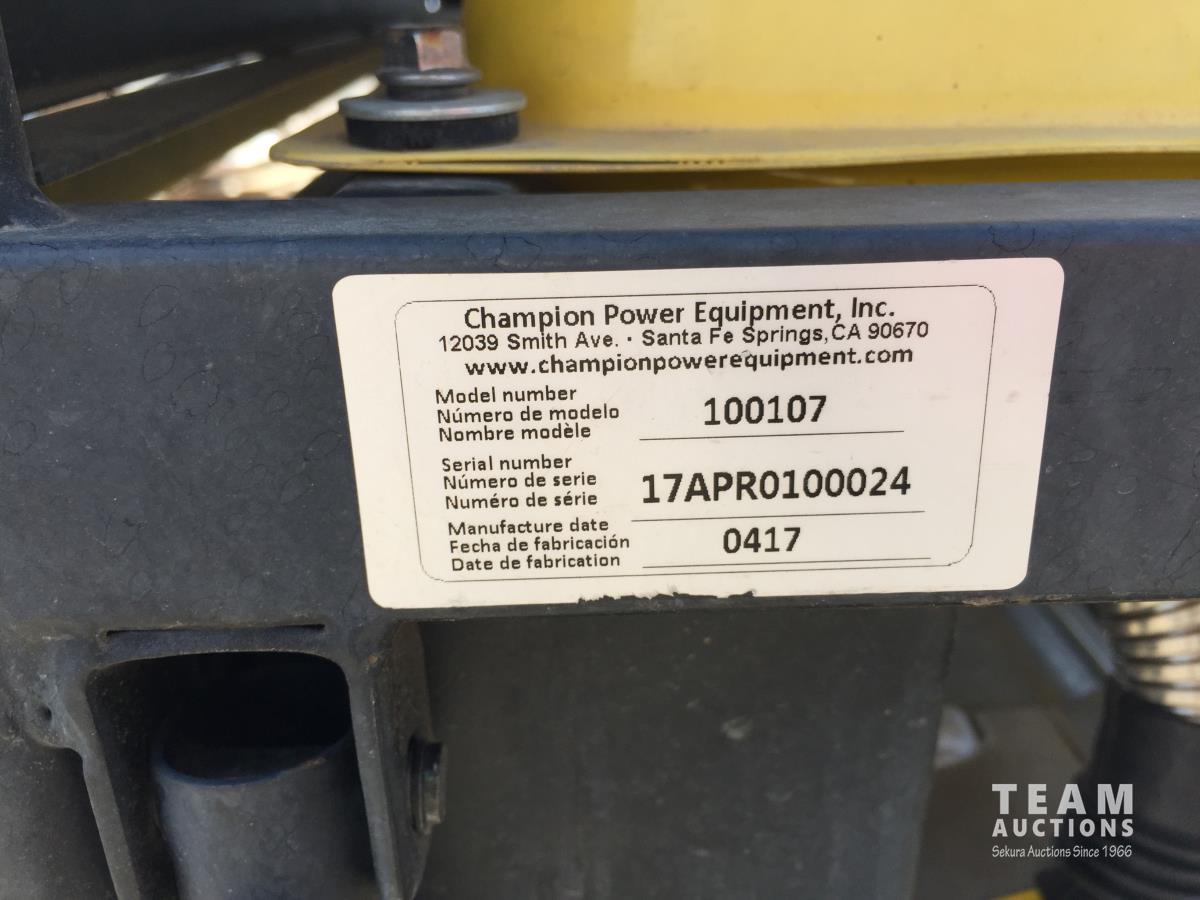 Champion Power Equipment, Inc.
12039 Smith Ave. · Santa Fe Springs, CA 90670
www.championpowerequipment.com
Model number
Número de modelo
Nombre modèle
100107
Serial number
Número de serie
Numéro de série
17APR0100024
Manufacture date
Fecha de fabricación
Date de fabrication
0417
TEAM
AUCTIONS
Sekura Auctions Since 1966